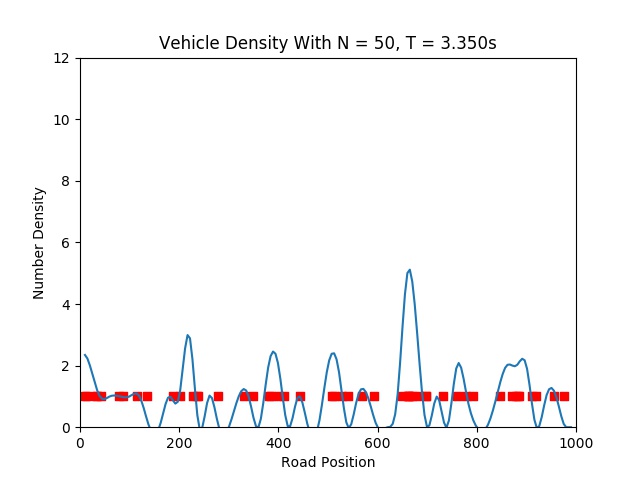 Vehicle Density With N = 50, T = 3.350s
12
10
8
6
4
2
0
Number Density
0 200 400 600 800 1000
Road Position